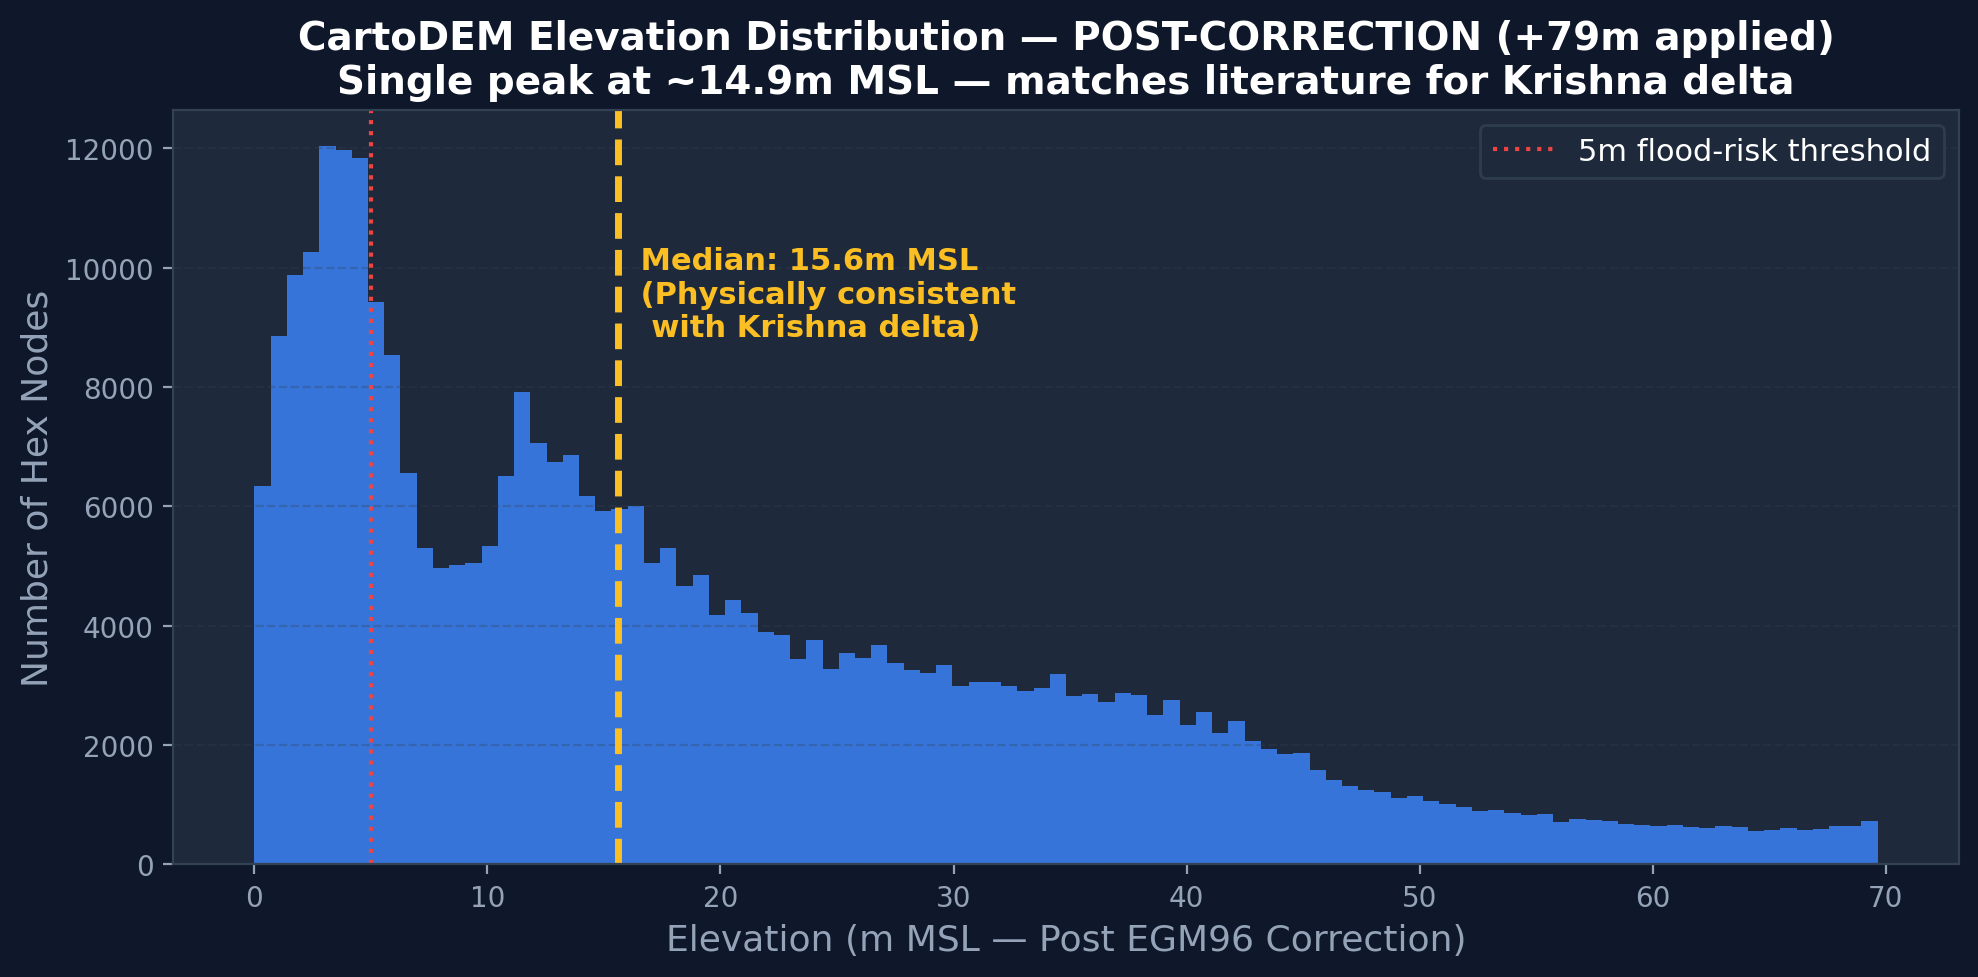 CartoDEM Elevation Distribution — POST-CORRECTION (+79m applied)
Single peak at ~14.9m MSL — matches literature for Krishna delta
5m flood-risk threshold
Median: 15.6m MSL
(Physically consistent
with Krishna delta)
Number of Hex Nodes
12000
10000
8000
6000
4000
2000
0
0 10 20 30 40 50 60 70
Elevation (m MSL — Post EGM96 Correction)